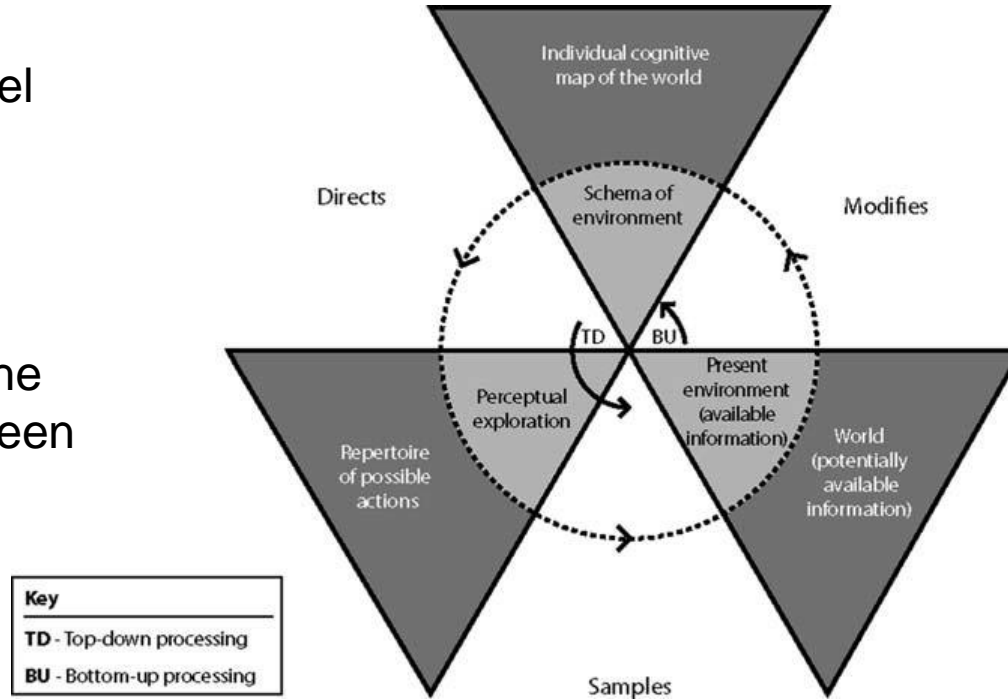 el
ne
een
Individual cognitive
map of the world
Directs
Schema of
environment
Modifies
TD
BU
Perceptual
exploration
Present
environment
(available
information)
Repertoire
of possible
actions
World
(potentially
available
information)
Key
TD - Top-down processing
BU - Bottom-up processing
Samples